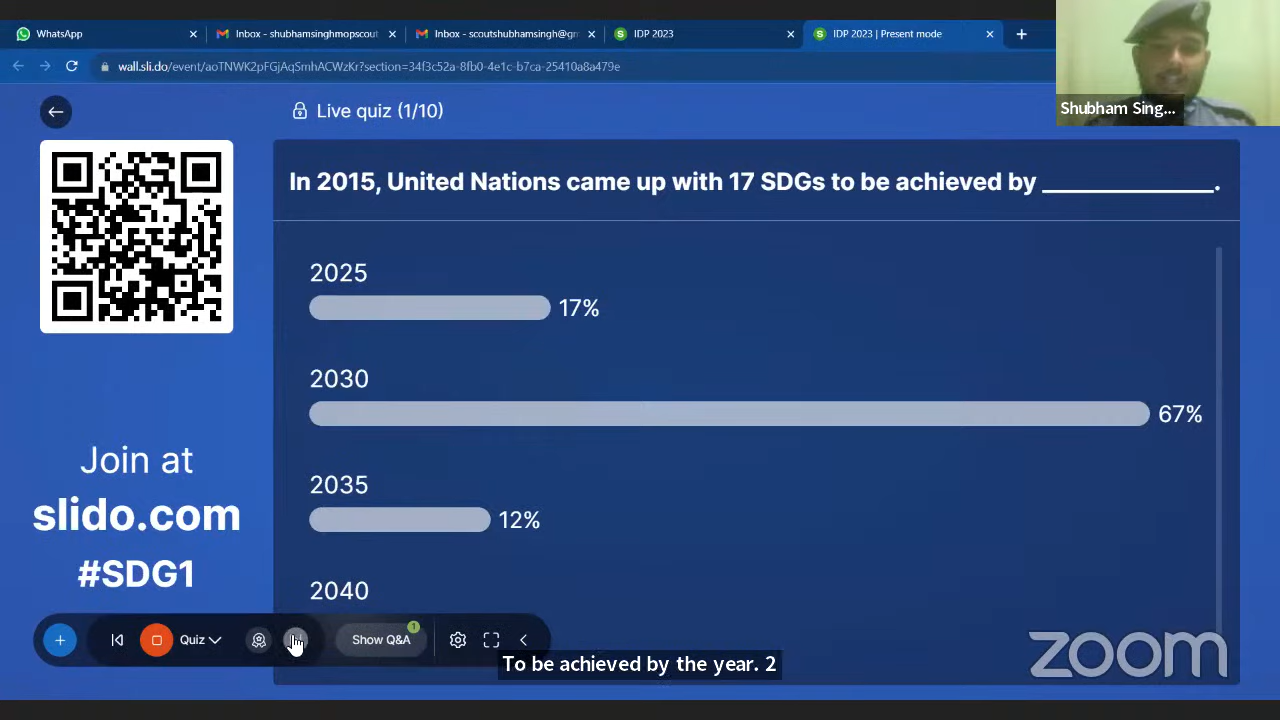 WhatsApp
Inbox - shubhamsinghmopscout
Inbox - scoutshubhamsingh@gm
IDP 2023
IDP 2023 | Present mode
wall.sli.do/event/aoTNWK2pFGjAqSmhACWzKr?section=34f3c52a-8fb0-4e1c-b7ca-25410a8a479e
Shubham Sing...
Live quiz (1/10)
In 2015, United Nations came up with 17 SDGs to be achieved by ____________.
2025
17%
2030
67%
2035
12%
2040
Join at
slido.com
#SDG1
Quiz
Show Q&A
1
To be achieved by the year. 2
zoom